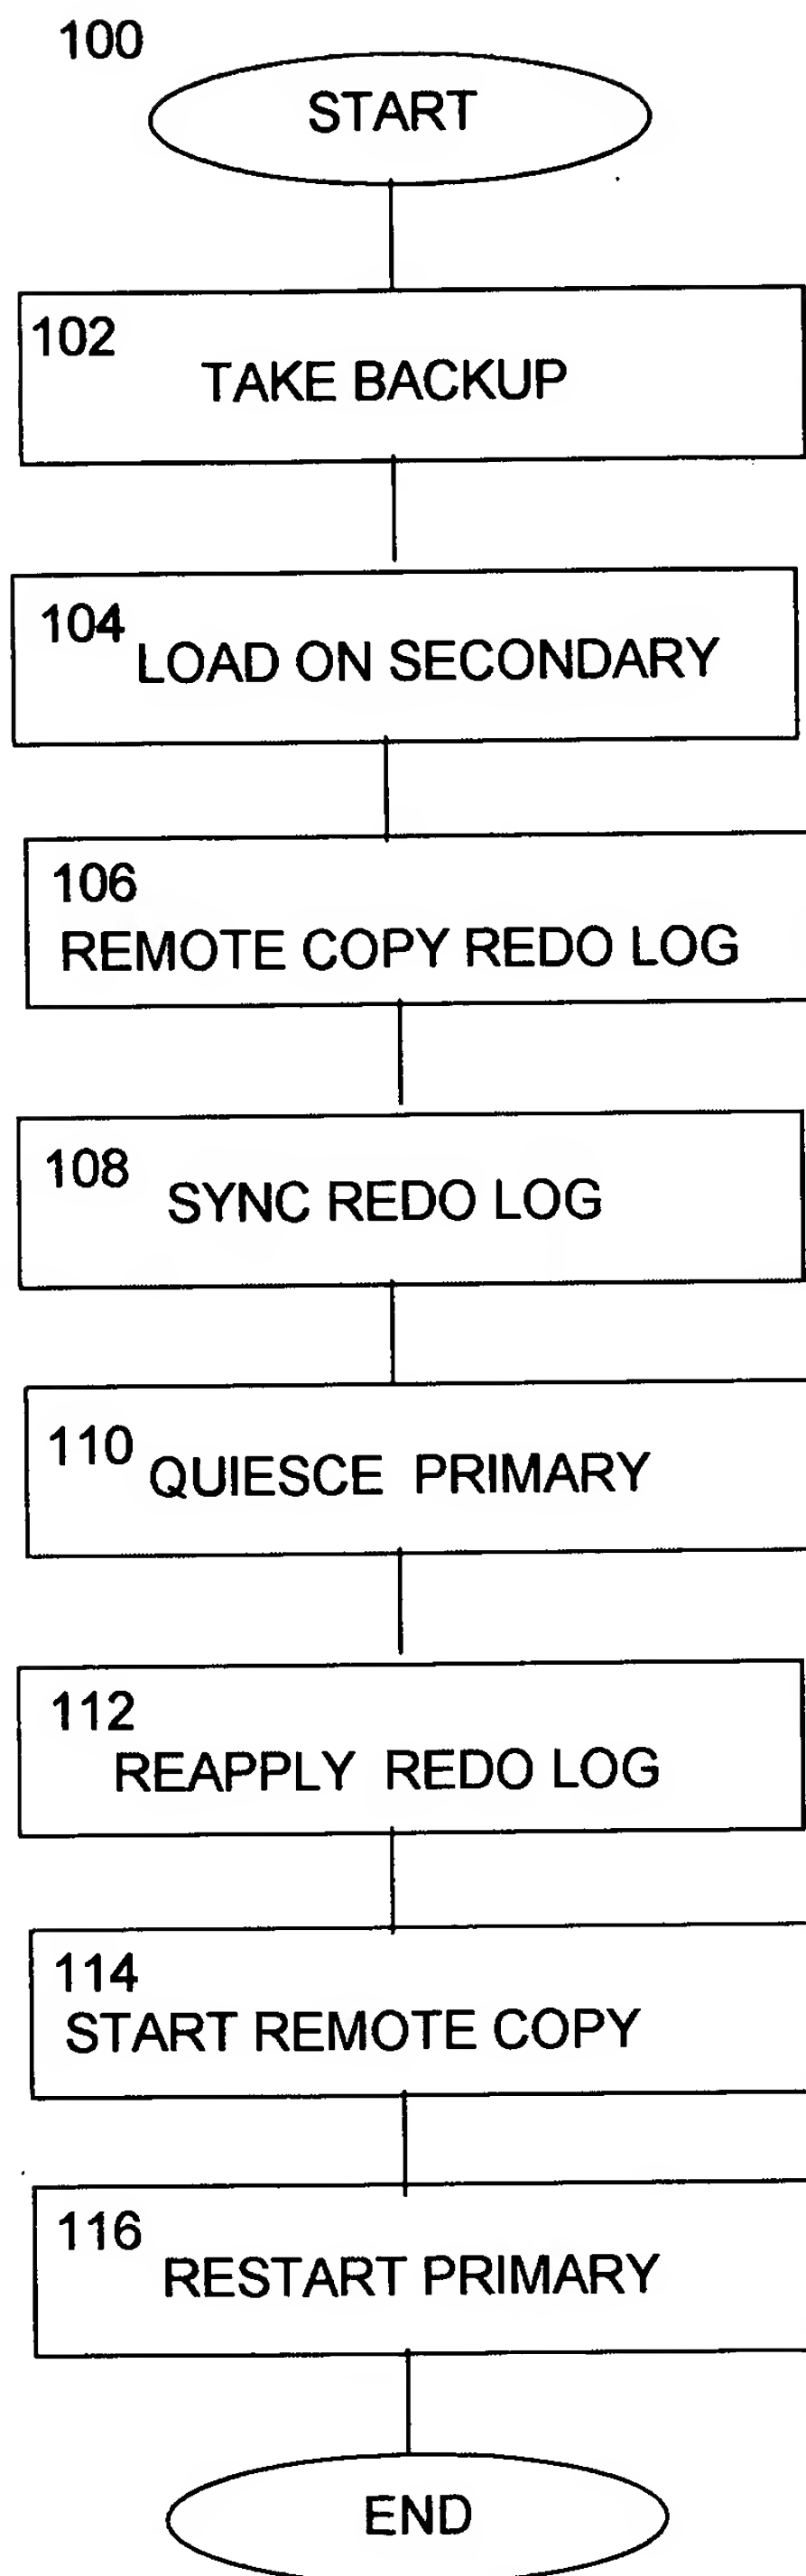 100
START
102
TAKE BACKUP
104
LOAD ON SECONDARY
106
REMOTE COPY REDO LOG
108
SYNC REDO LOG
110
QUIESCE PRIMARY
112
REAPPLY REDO LOG
114
START REMOTE COPY
116
RESTART PRIMARY
END